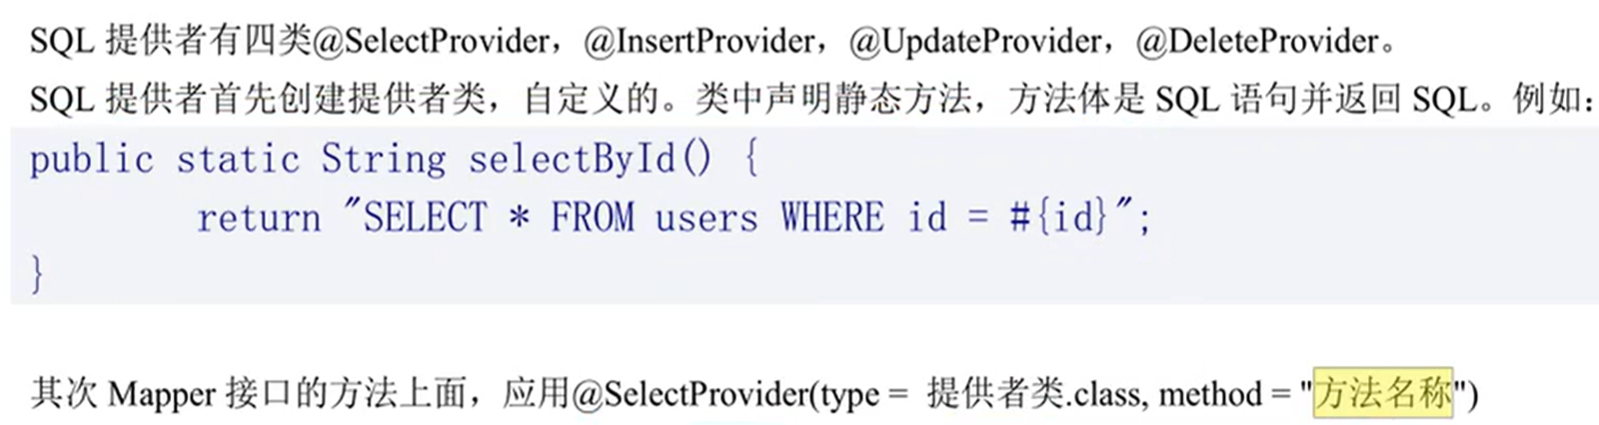 SQL 提供者有四类@SelectProvider，@InsertProvider，@UpdateProvider，@DeleteProvider。
SQL 提供者首先创建提供者类，自定义的。类中声明静态方法，方法体是 SQL 语句并返回 SQL。例如：
public static String selectById() {
return "SELECT * FROM users WHERE id = #{id}";
}
其次 Mapper 接口的方法上面，应用@SelectProvider(type = 提供者类.class, method = "方法名称")